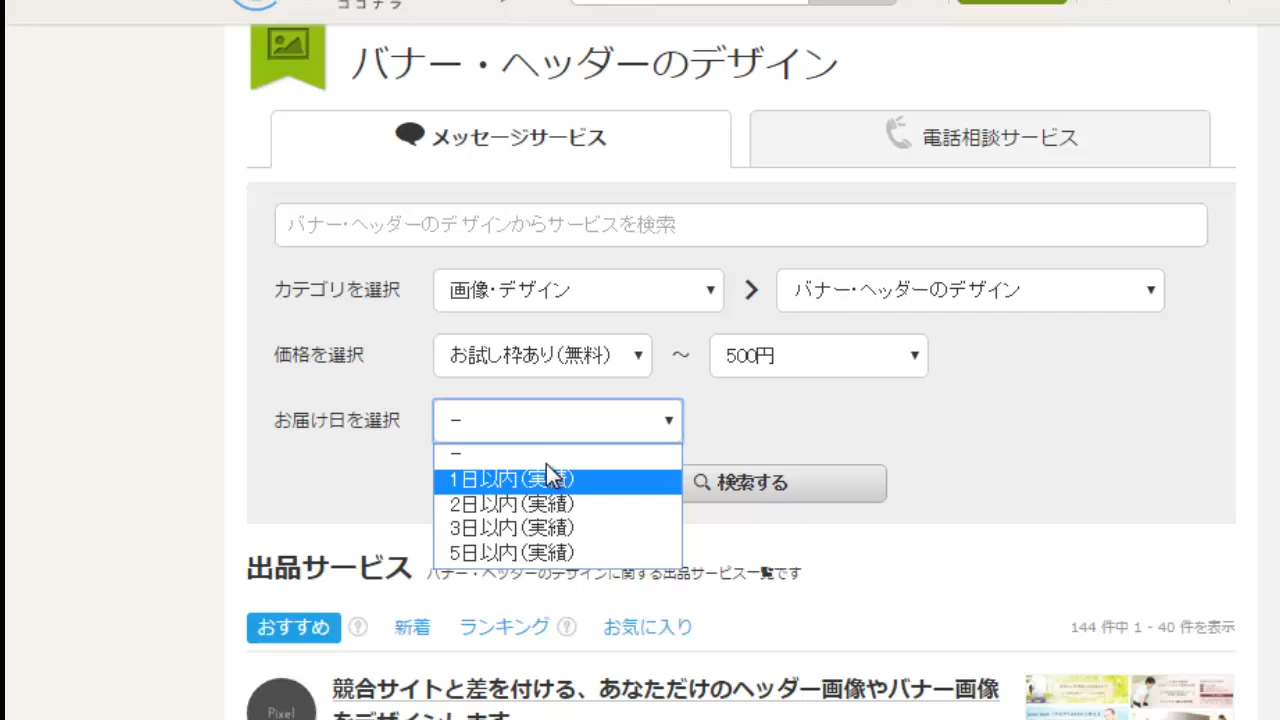 ココナラ
バナー・ヘッダーのデザイン
メッセージサービス
電話相談サービス
バナー・ヘッダーのデザインからサービスを検索
カテゴリを選択
画像・デザイン
バナー・ヘッダーのデザイン
価格を選択
お試し枠あり(無料)
～
500円
お届け日を選択
－
－
1日以内(実績)
2日以内(実績)
3日以内(実績)
5日以内(実績)
検索する
出品サービス
バナー・ヘッダーのデザインに関する出品サービス一覧です
おすすめ ? 新着 ランキング ? お気に入り
144 件中 1 - 40 件を表示
Pixel
競合サイトと差を付ける、あなただけのヘッダー画像やバナー画像
をデザインします